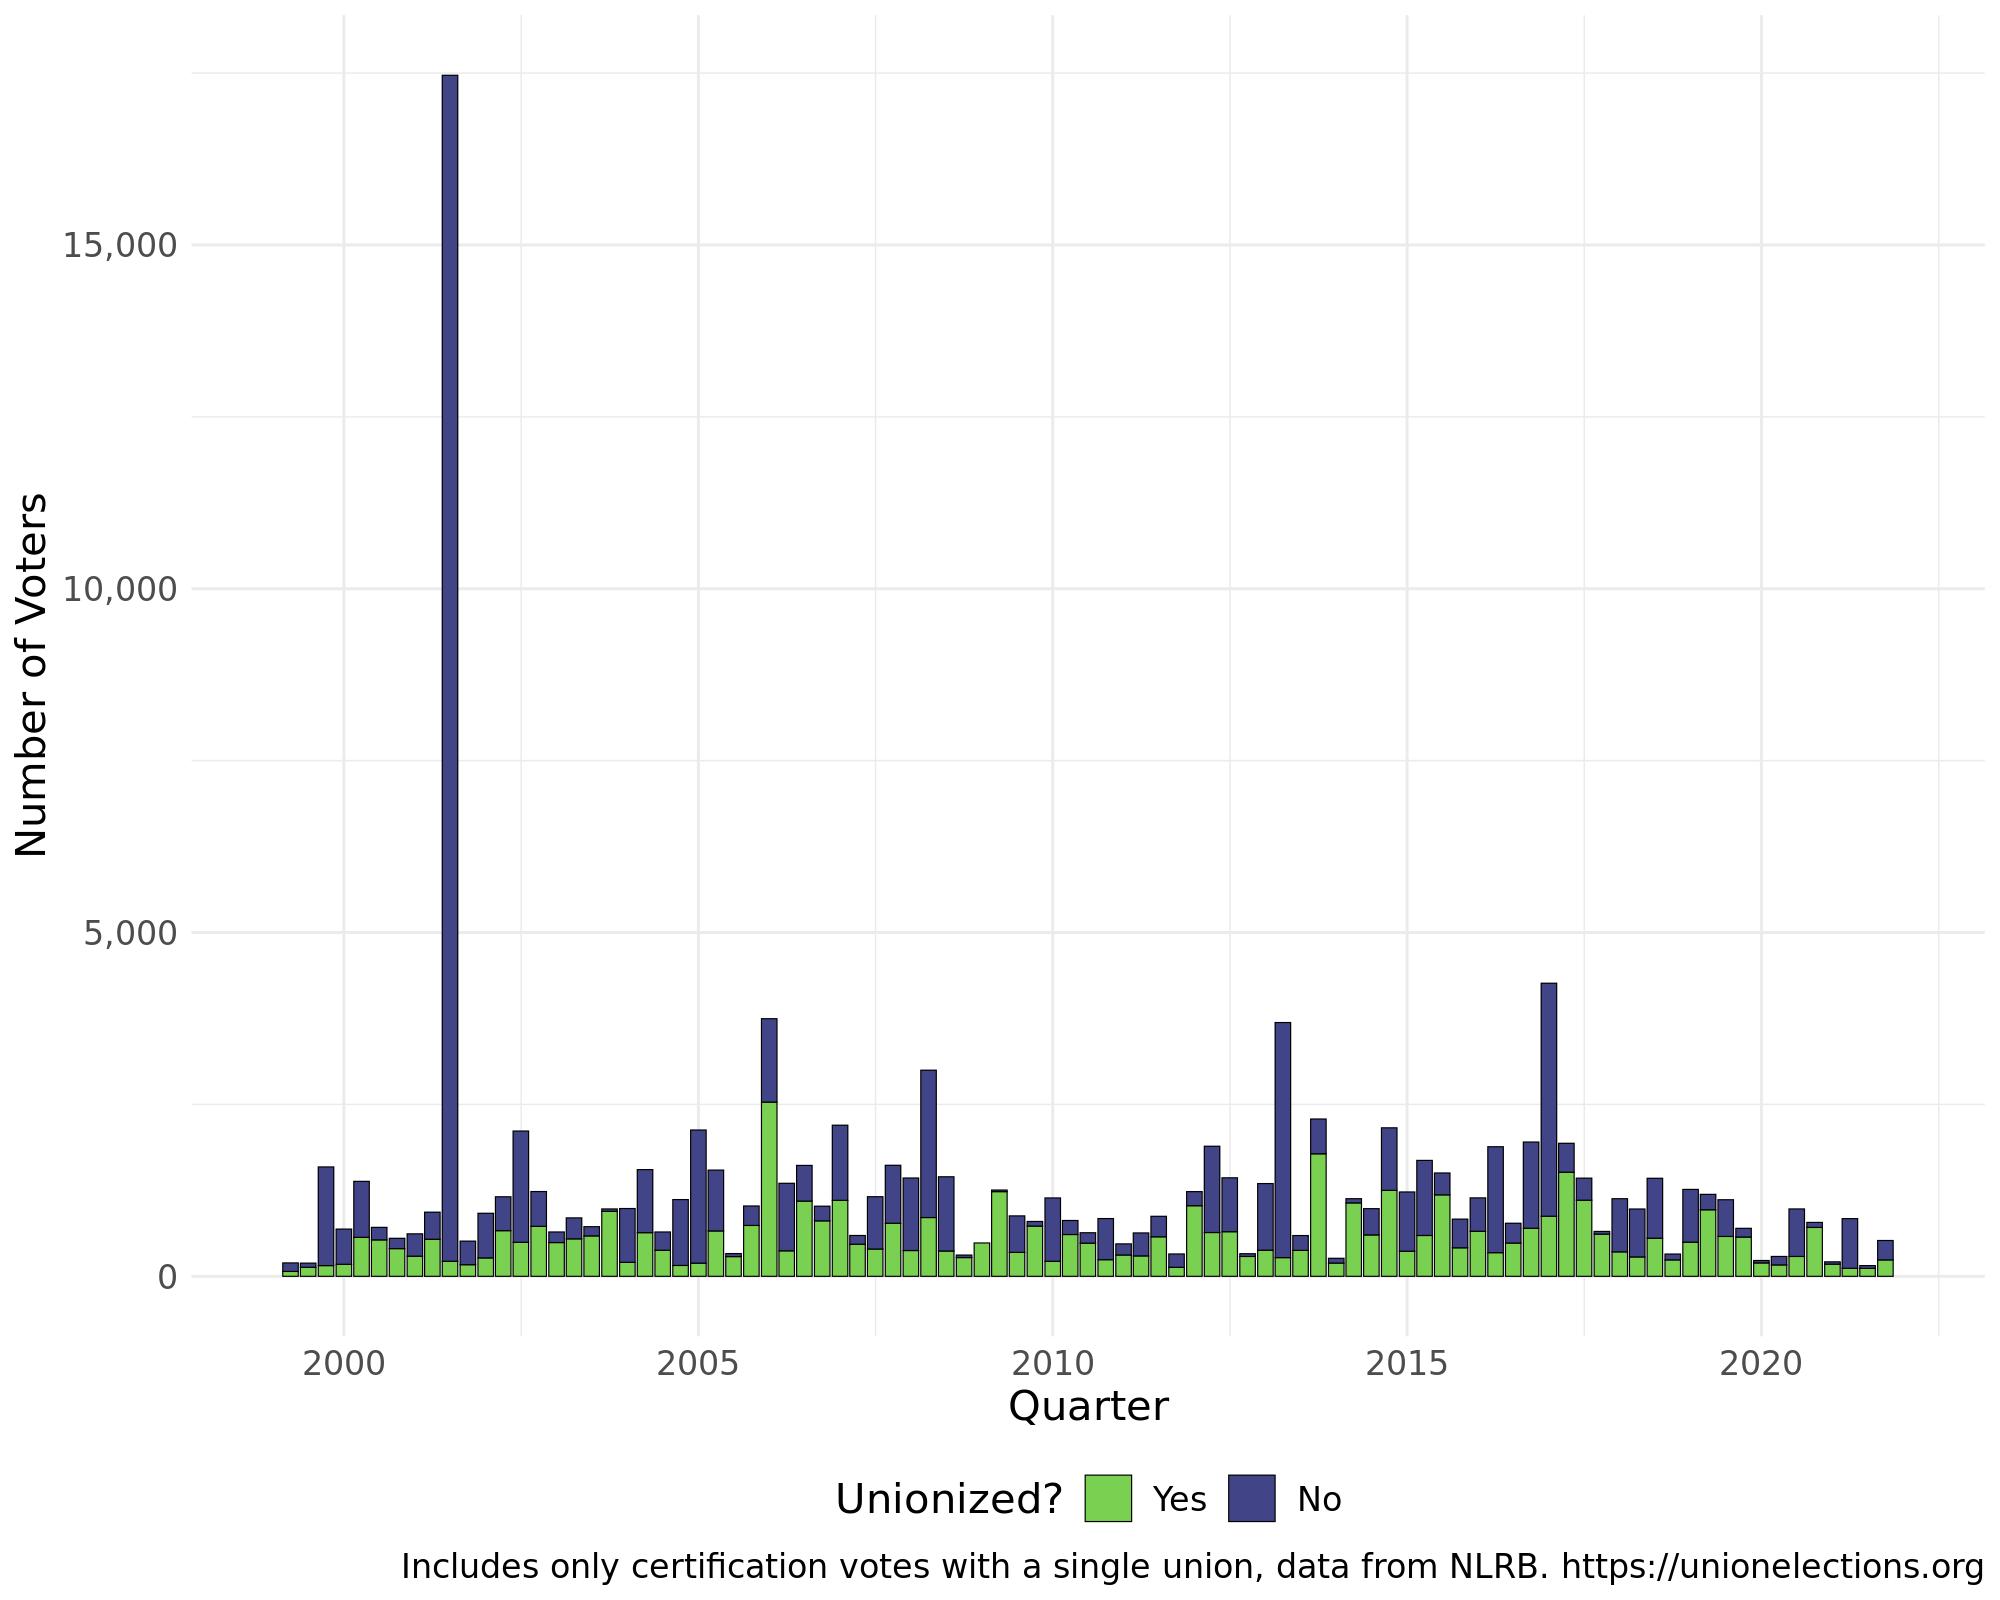 Number of Voters
15,000
10,000
5,000
0
2000 2005 2010 2015 2020
Quarter
Unionized? Yes No
Includes only certification votes with a single union, data from NLRB. https://unionelections.org